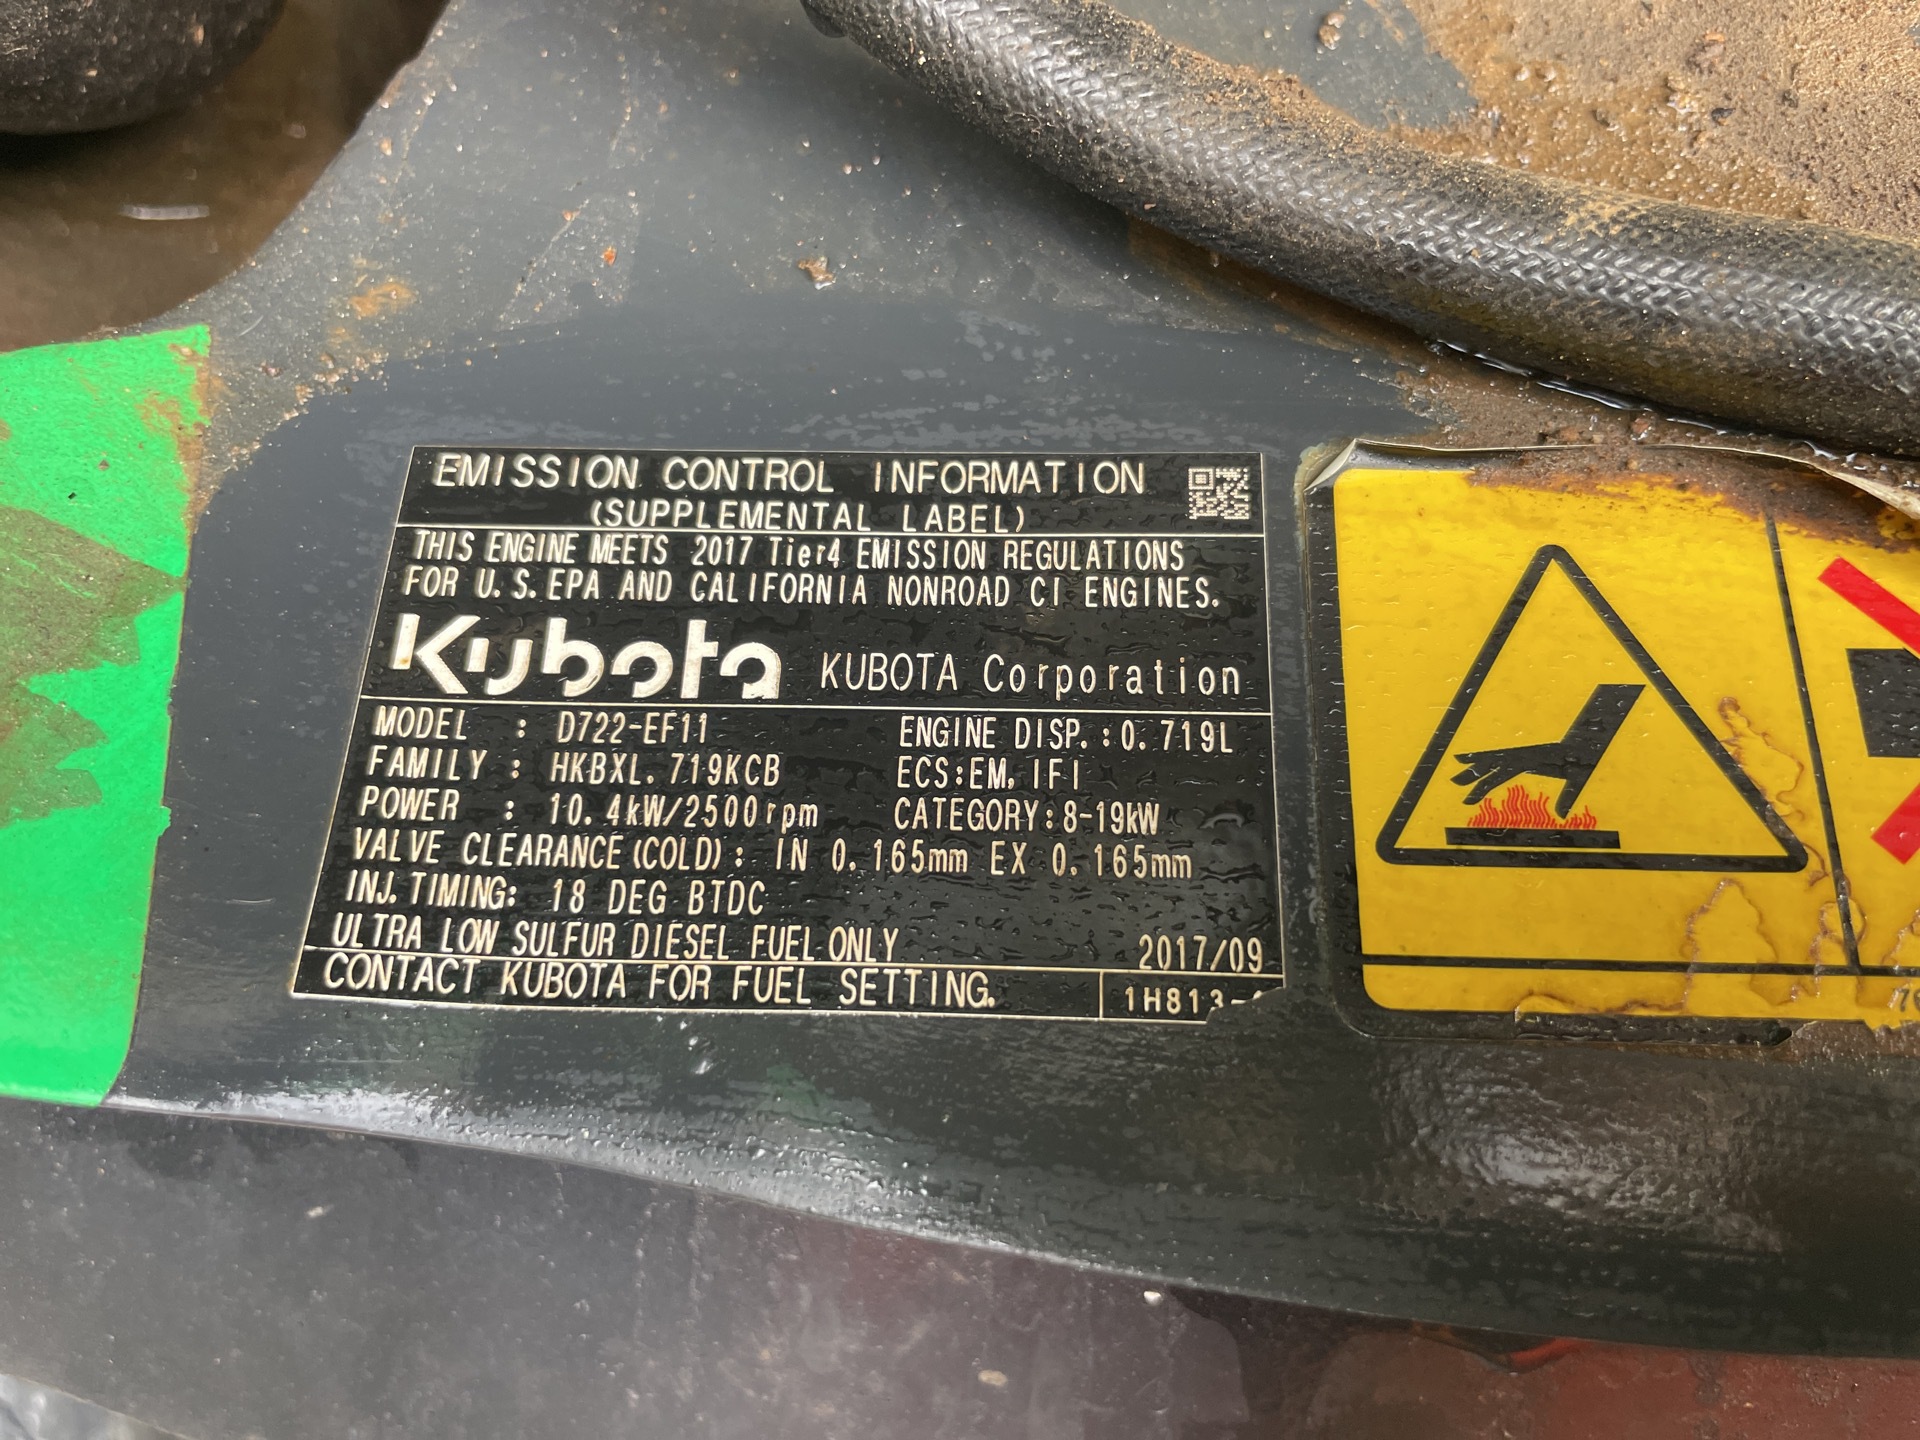 EMISSION CONTROL INFORMATION
(SUPPLEMENTAL LABEL)
THIS ENGINE MEETS 2017 Tier4 EMISSION REGULATIONS
FOR U.S.EPA AND CALIFORNIA NONROAD CI ENGINES.
Kubota KUBOTA Corporation
MODEL : D722-EF11 ENGINE DISP.:0.719L
FAMILY : HKBXL.719KCB ECS:EM,IFI
POWER : 10.4kW/2500rpm CATEGORY:8-19kW
VALVE CLEARANCE(COLD): IN 0.165mm EX 0.165mm
INJ.TIMING: 18 DEG BTDC
ULTRA LOW SULFUR DIESEL FUEL ONLY 2017/09
CONTACT KUBOTA FOR FUEL SETTING. 1H813-